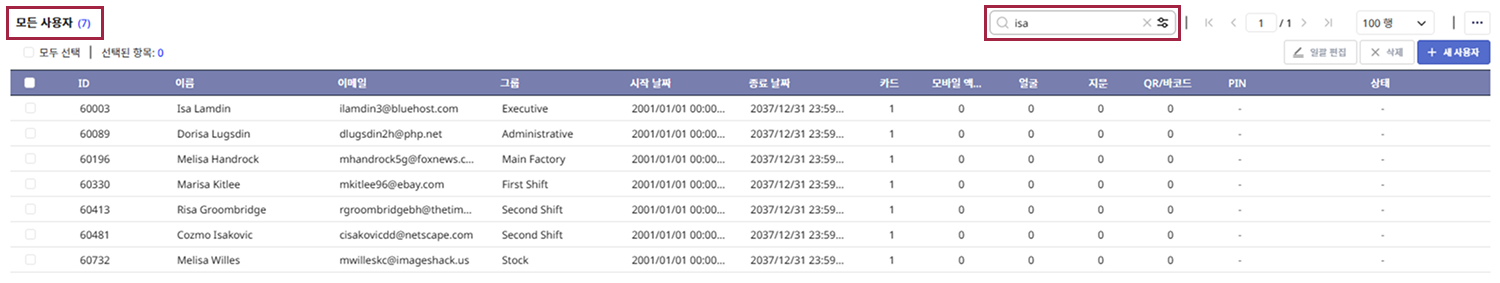 모든 사용자 (7) isa 1 / 1 100 행 ...
모두 선택 선택된 항목: 0 일괄 편집 삭제 + 새 사용자
ID 이름 이메일 그룹 시작 날짜 종료 날짜 카드 모바일 액... 얼굴 지문 QR/바코드 PIN 상태
60003 Isa Lamdin ilamdin3@bluehost.com Executive 2001/01/01 00:00... 2037/12/31 23:59... 1 0 0 0 0 - -
60089 Dorisa Lugsdin dlugsdin2h@php.net Administrative 2001/01/01 00:00... 2037/12/31 23:59... 1 0 0 0 0 - -
60196 Melisa Handrock mhandrock5g@foxnews.c... Main Factory 2001/01/01 00:00... 2037/12/31 23:59... 1 0 0 0 0 - -
60330 Marisa Kitlee mkitlee96@ebay.com First Shift 2001/01/01 00:00... 2037/12/31 23:59... 1 0 0 0 0 - -
60413 Risa Groombridge rgroombridgebh@thetim... Second Shift 2001/01/01 00:00... 2037/12/31 23:59... 1 0 0 0 0 - -
60481 Cozmo Isakovic cisakovicdd@netscape.com Second Shift 2001/01/01 00:00... 2037/12/31 23:59... 1 0 0 0 0 - -
60732 Melisa Willes mwilleskc@imageshack.us Stock 2001/01/01 00:00... 2037/12/31 23:59... 1 0 0 0 0 - -